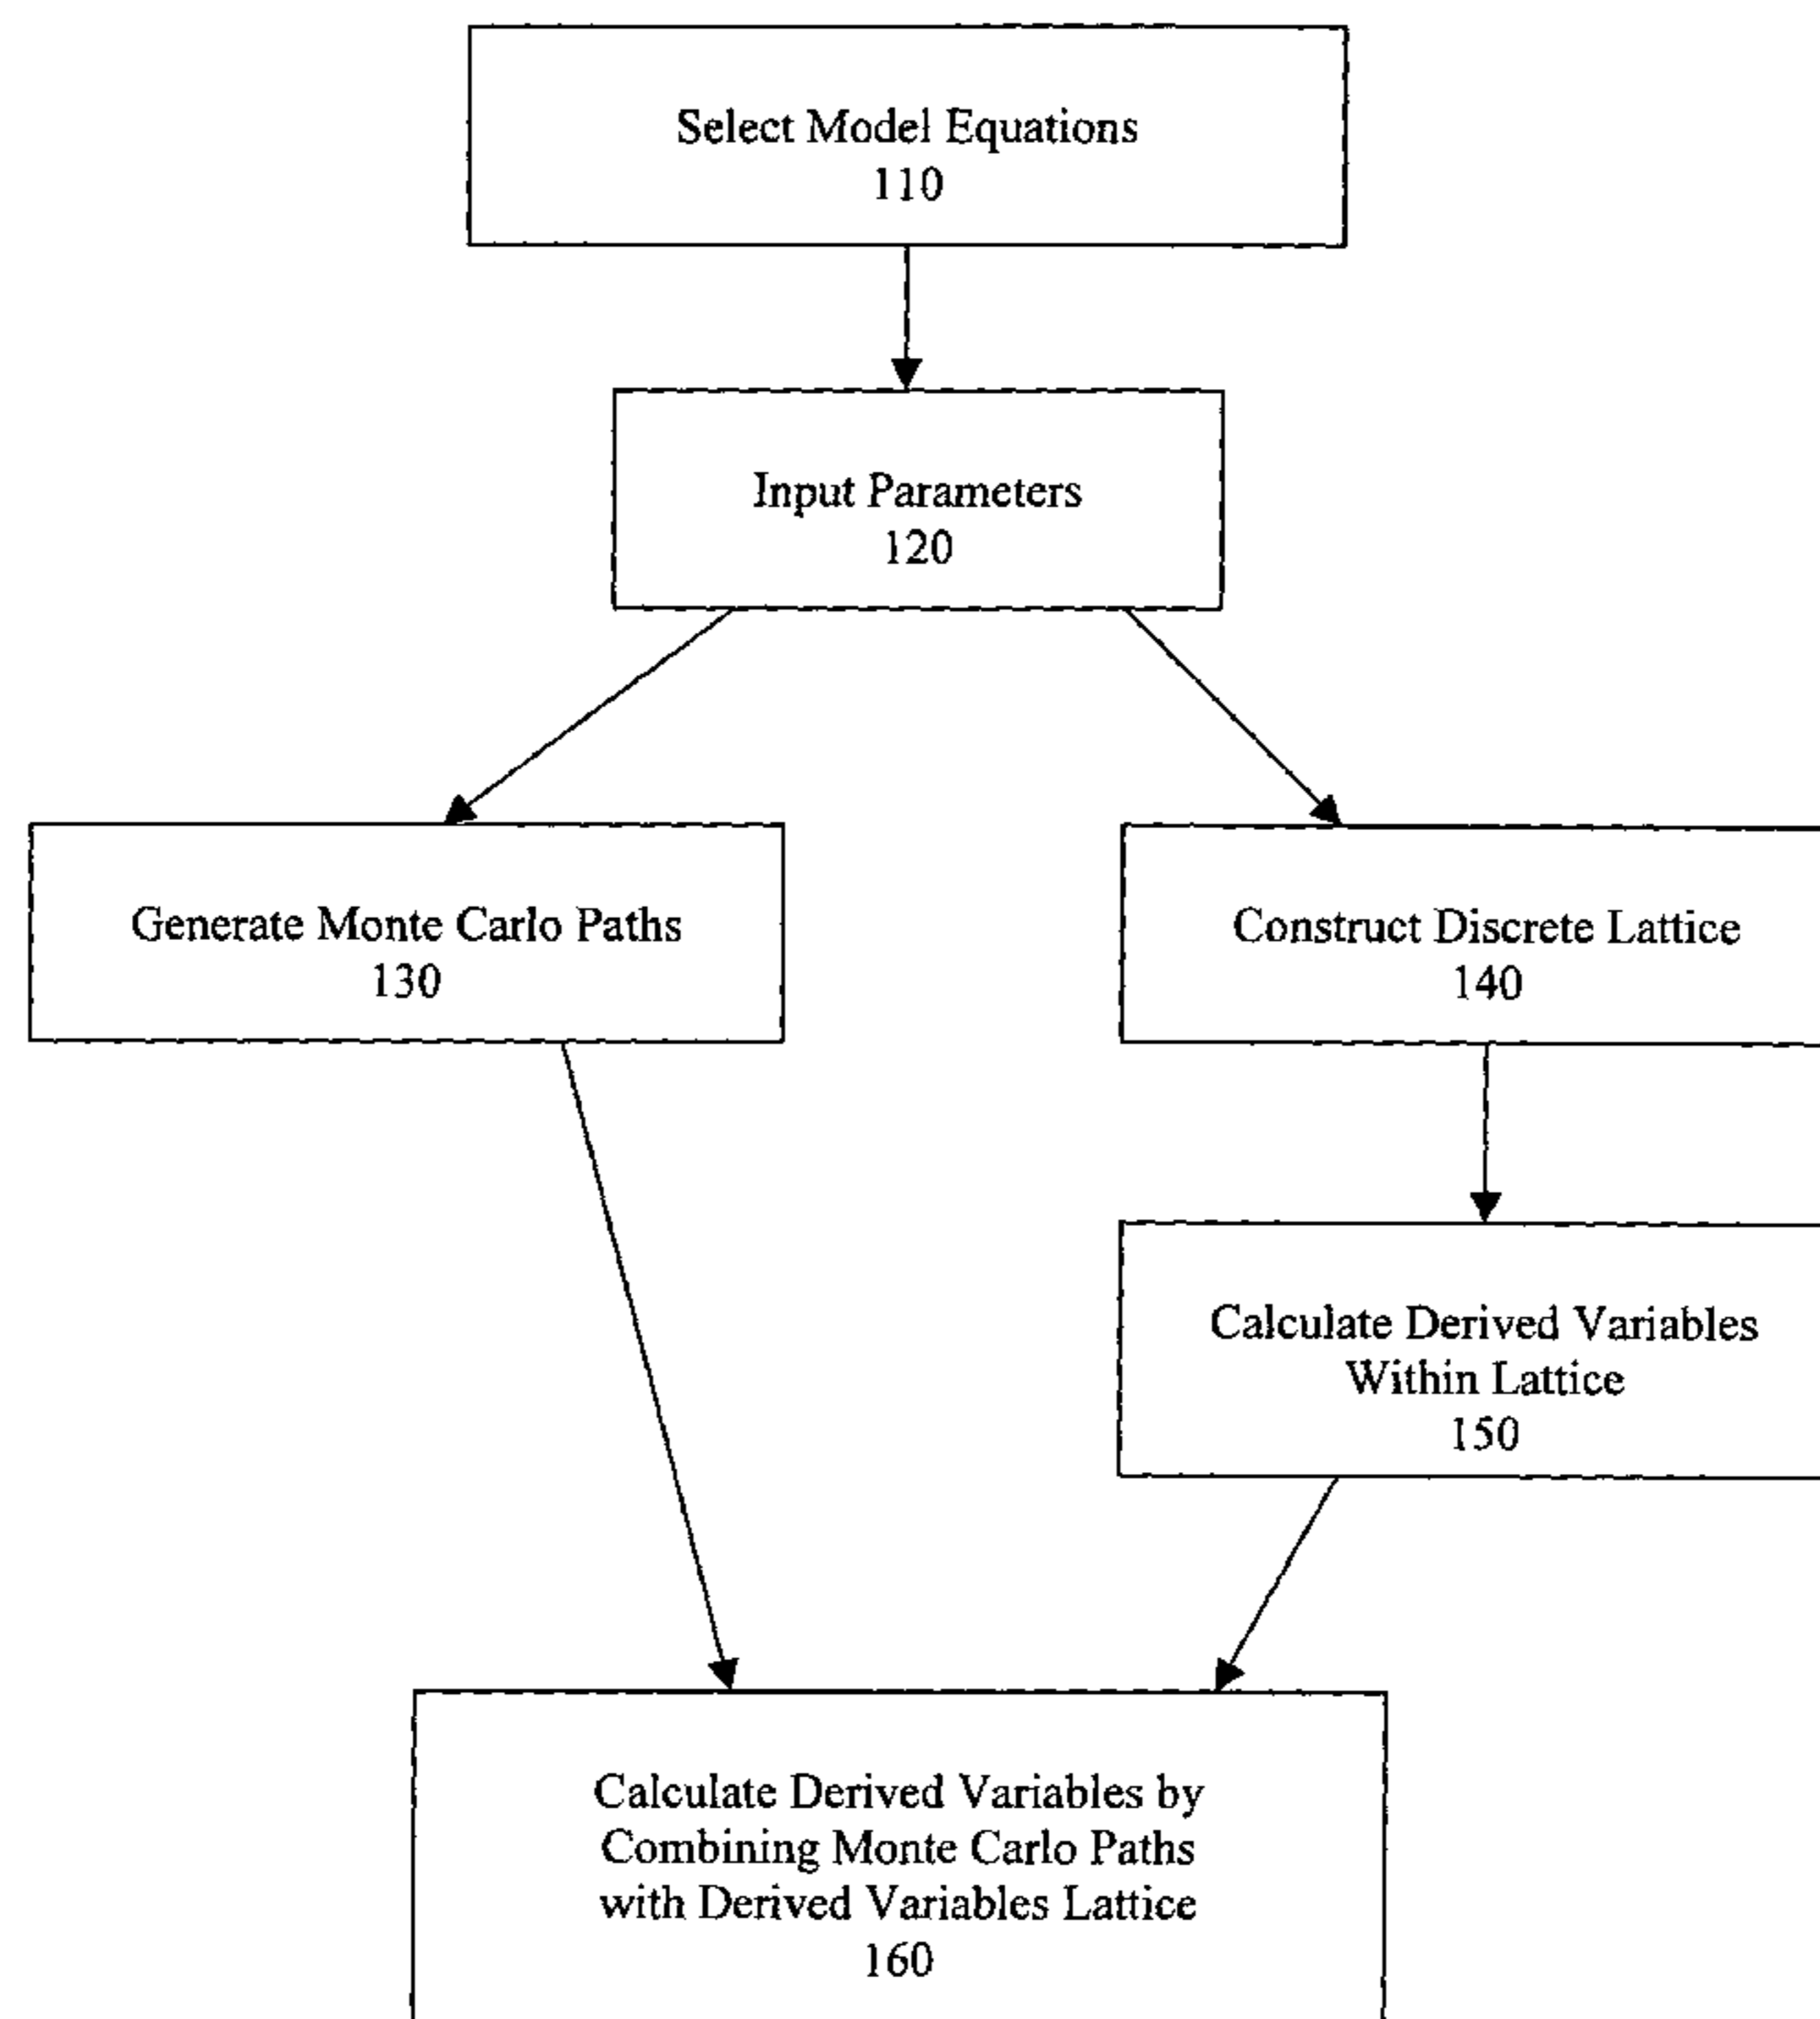 Select Model Equations
110
Input Parameters
120
Generate Monte Carlo Paths
130
Construct Discrete Lattice
140
Calculate Derived Variables
Within Lattice
150
Calculate Derived Variables by
Combining Monte Carlo Paths
with Derived Variables Lattice
160